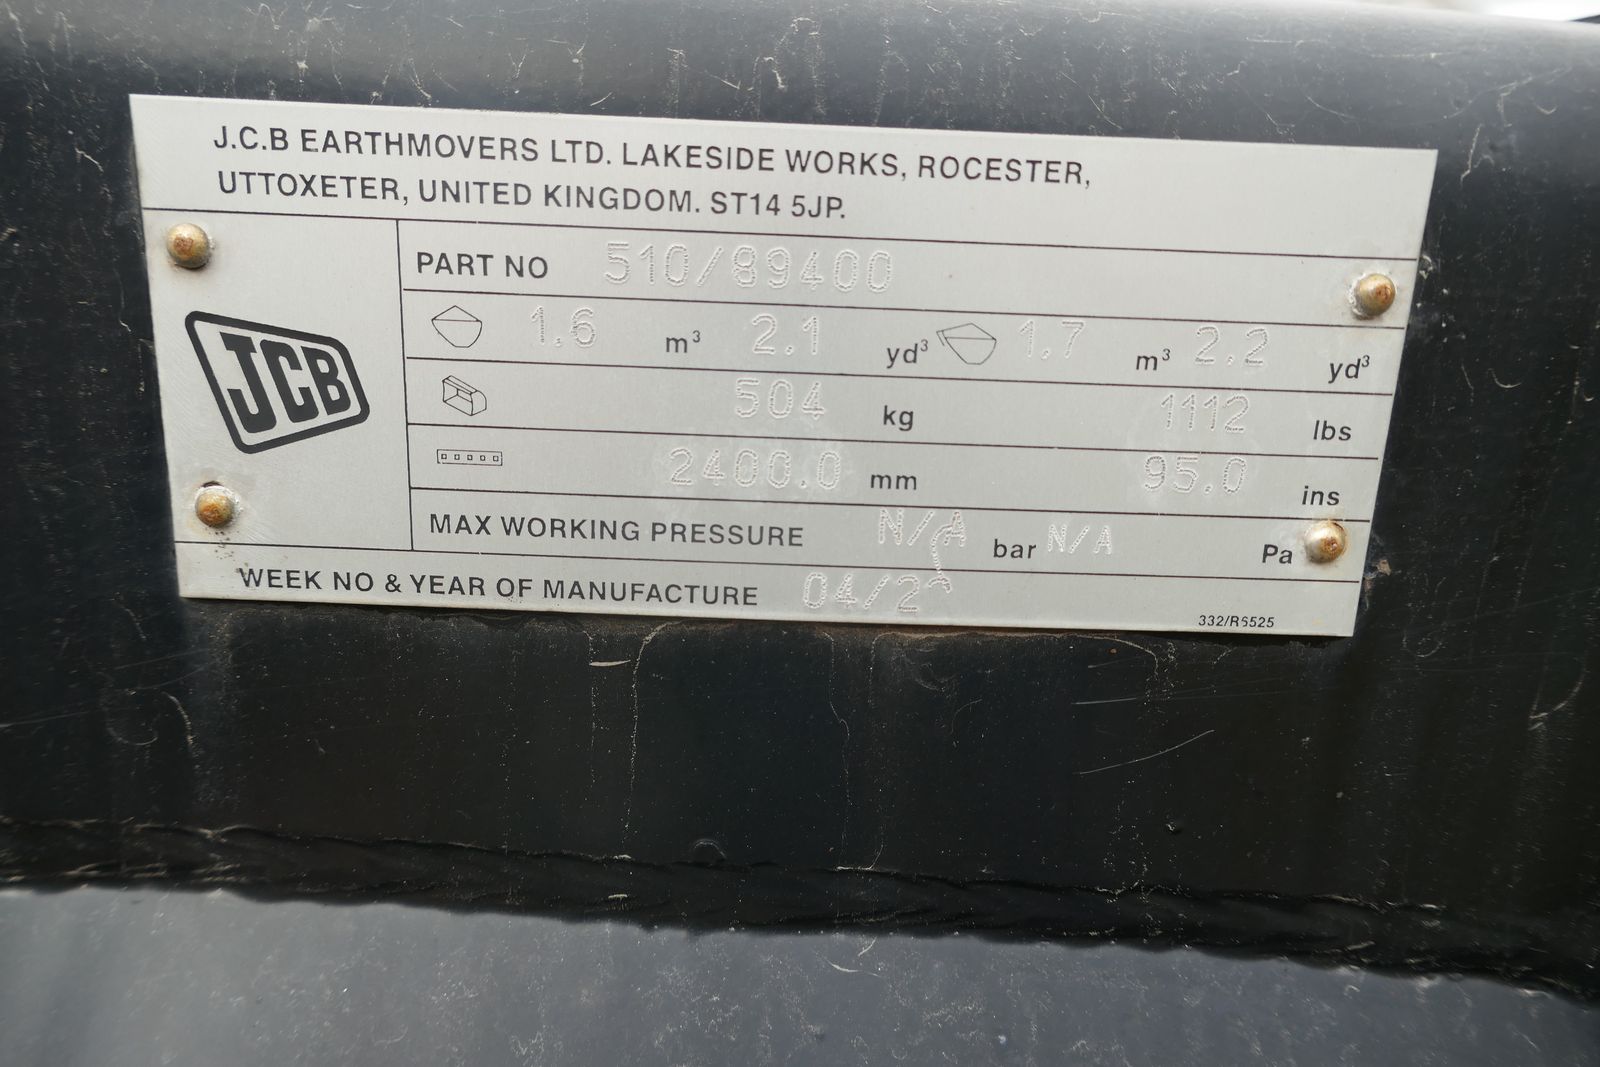 J.C.B EARTHMOVERS LTD. LAKESIDE WORKS, ROCESTER,
UTTOXETER, UNITED KINGDOM. ST14 5JP.
JCB
PART NO 510/89400
1.6 m³ 2.1 yd³ 1.7 m³ 2.2 yd³
504 kg 1112 lbs
2400.0 mm 95.0 ins
MAX WORKING PRESSURE N/A bar N/A Pa
WEEK NO & YEAR OF MANUFACTURE
332/R6525